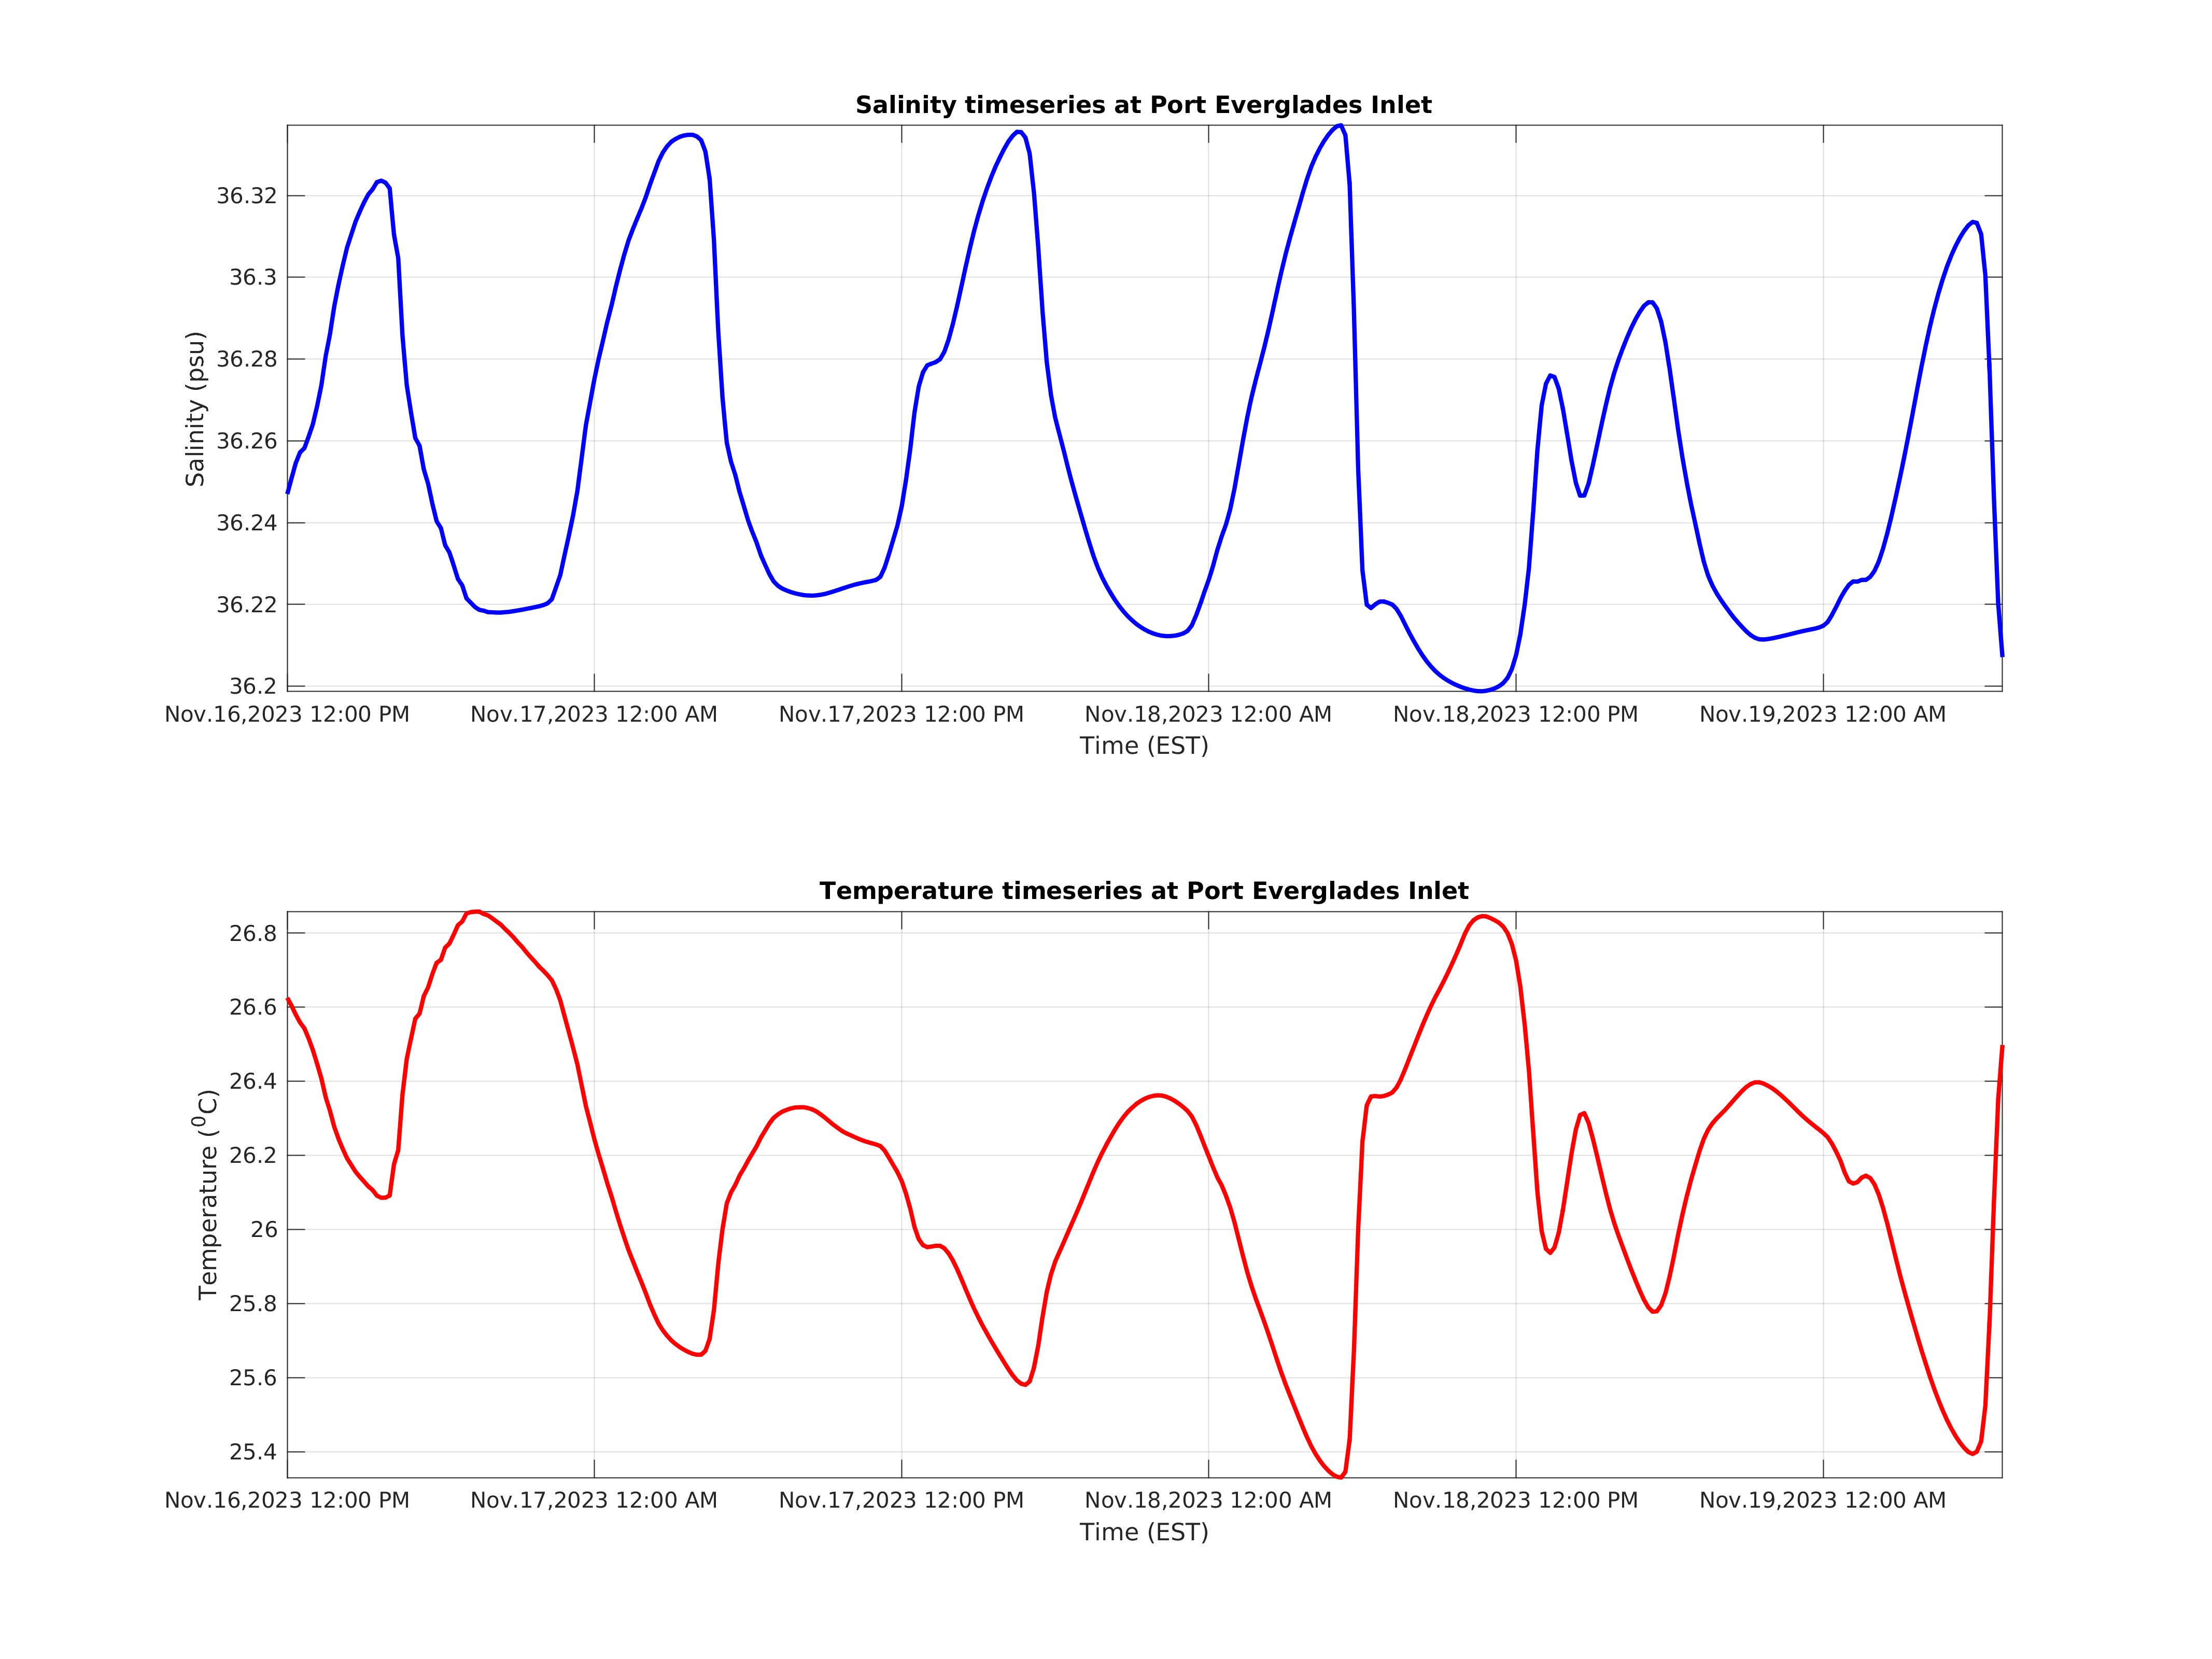 Salinity timeseries at Port Everglades Inlet
Salinity (psu)
36.32
36.3
36.28
36.26
36.24
36.22
36.2
Nov.16,2023 12:00 PM Nov.17,2023 12:00 AM Nov.17,2023 12:00 PM Nov.18,2023 12:00 AM Nov.18,2023 12:00 PM Nov.19,2023 12:00 AM
Time (EST)
Temperature timeseries at Port Everglades Inlet
Temperature (⁰C)
26.8
26.6
26.4
26.2
26
25.8
25.6
25.4
Nov.16,2023 12:00 PM Nov.17,2023 12:00 AM Nov.17,2023 12:00 PM Nov.18,2023 12:00 AM Nov.18,2023 12:00 PM Nov.19,2023 12:00 AM
Time (EST)